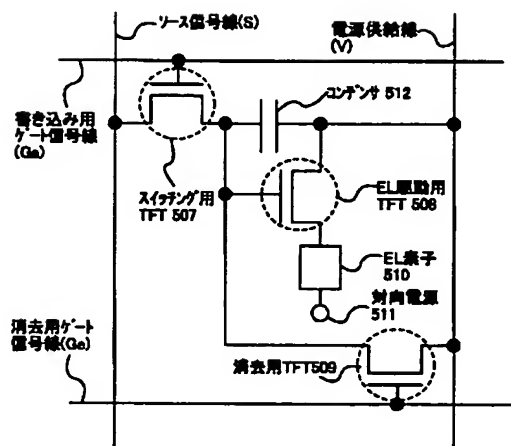 ソース信号線(S)
電源供給線
(V)
書き込み用
ゲート信号線
(Ga)
コンデンサ 512
スイッチング用
TFT 507
EL駆動用
TFT 508
EL素子
510
対向電源
511
消去用ゲート
信号線(Ge)
消去用TFT509